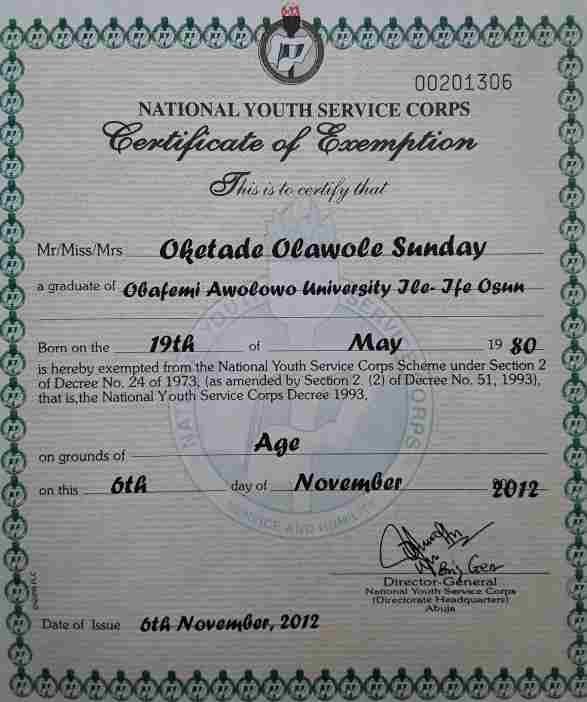 00201306
NATIONAL YOUTH SERVICE CORPS
Certificate of Exemption
This is to certify that
Mr/Miss/Mrs Oketade Olawole Sunday
a graduate of Obafemi Awolowo University Ile- Ife Osun
Born on the 19th of May 19 80
is hereby exempted from the National Youth Service Corps Scheme under Section 2
of Decree No. 24 of 1973, (as amended by Section 2 (2) of Decree No. 51, 1993),
that is, the National Youth Service Corps Decree 1993,
on grounds of Age
on this 6th day of November 2012
SERVICE AND HUMILITY
Brig Gen
Director-General
National Youth Service Corps
(Directorate Headquarters)
Abuja
Date of Issue 6th November, 2012